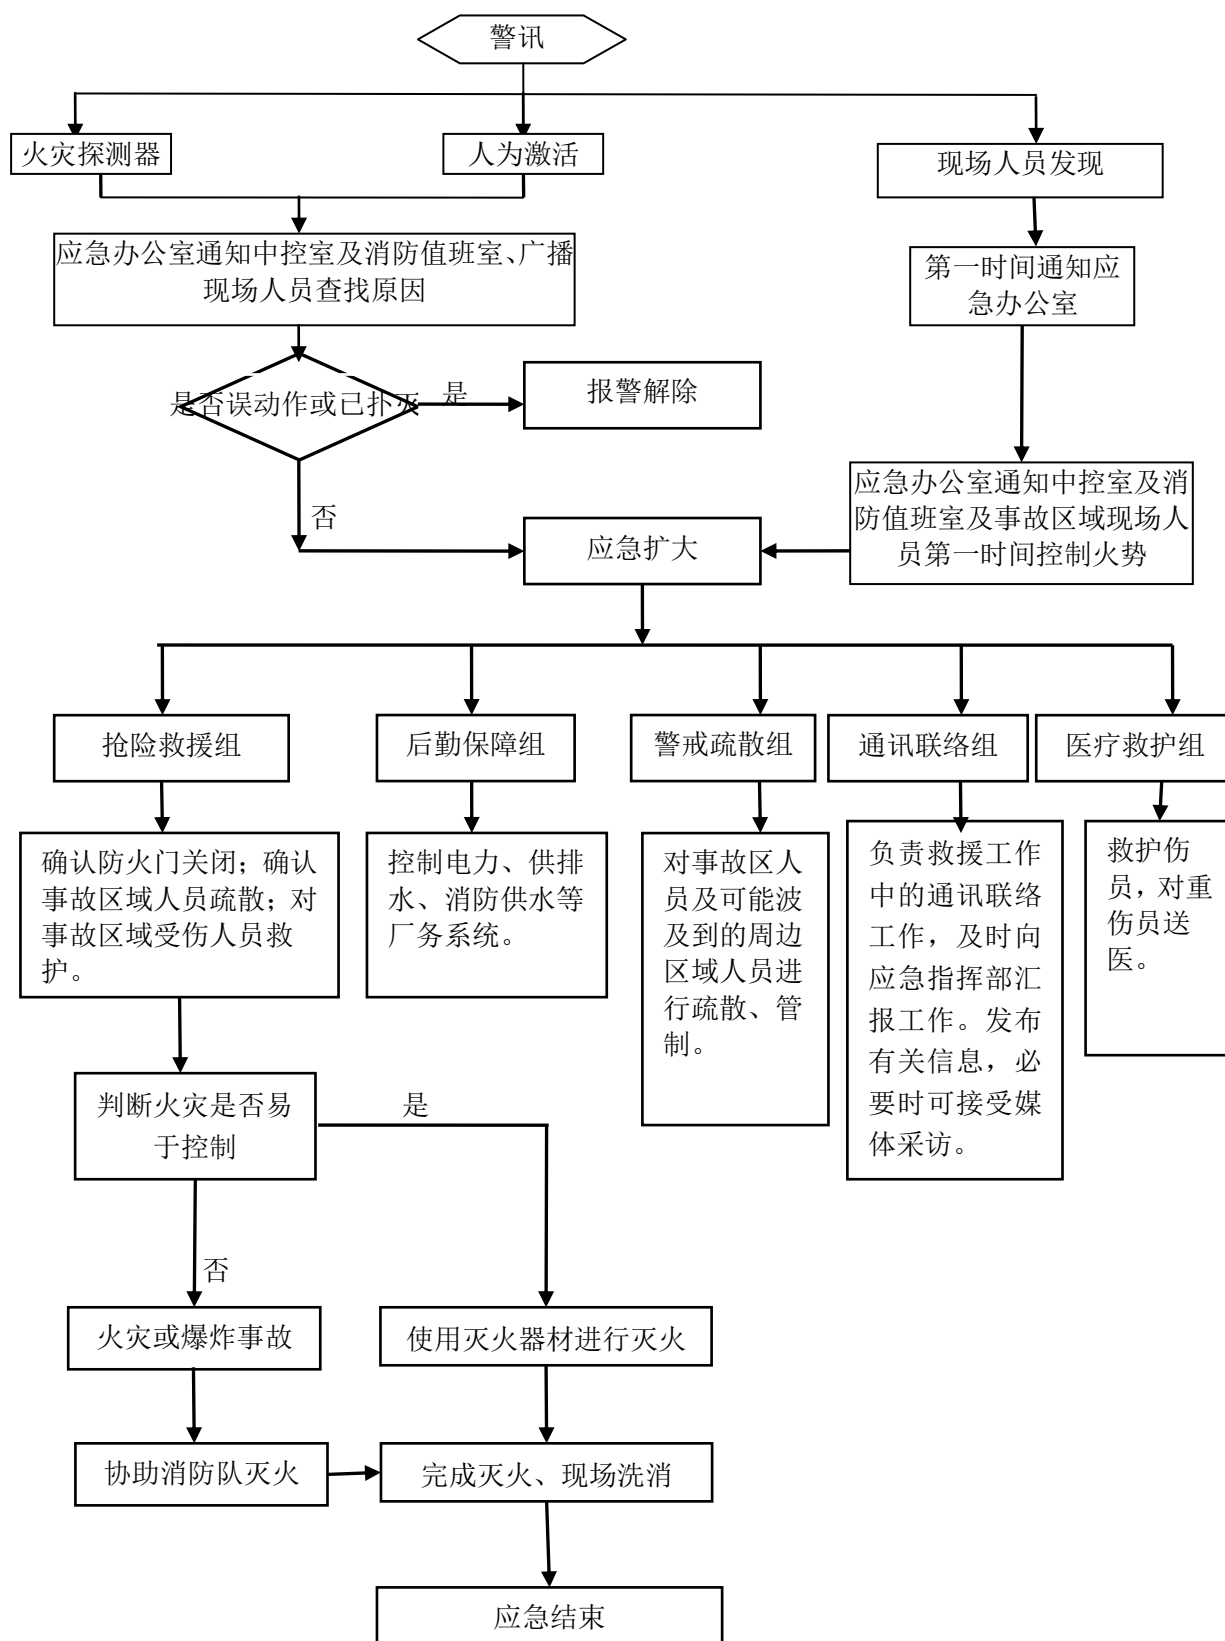 警讯
火灾探测器
人为激活
现场人员发现
应急办公室通知中控室及消防值班室、广播
现场人员查找原因
第一时间通知应
急办公室
是否误动作或已扑灭
是
报警解除
否
应急办公室通知中控室及消
防值班室及事故区域现场人
员第一时间控制火势
应急扩大
抢险救援组
后勤保障组
警戒疏散组
通讯联络组
医疗救护组
确认防火门关闭；确认
事故区域人员疏散；对
事故区域受伤人员救
护。
控制电力、供排
水、消防供水等
厂务系统。
对事故区人
员及可能波
及到的周边
区域人员进
行疏散、管
制。
负责救援工作
中的通讯联络
工作，及时向
应急指挥部汇
报工作。发布
有关信息，必
要时可接受媒
体采访。
救护伤
员，对重
伤员送
医。
判断火灾是否易
于控制
是
否
火灾或爆炸事故
使用灭火器材进行灭火
协助消防队灭火
完成灭火、现场洗消
应急结束